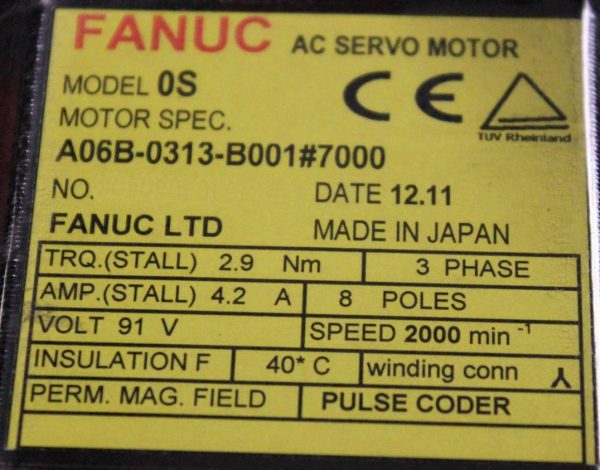 FANUC AC SERVO MOTOR
MODEL 0S
MOTOR SPEC.
CE
TUV Rheinland
A06B-0313-B001#7000
NO. DATE 12.11
FANUC LTD MADE IN JAPAN
TRQ.(STALL) 2.9 Nm 3 PHASE
AMP.(STALL) 4.2 A 8 POLES
VOLT 91 V SPEED 2000 min -1
INSULATION F 40* C winding conn
PERM. MAG. FIELD PULSE CODER